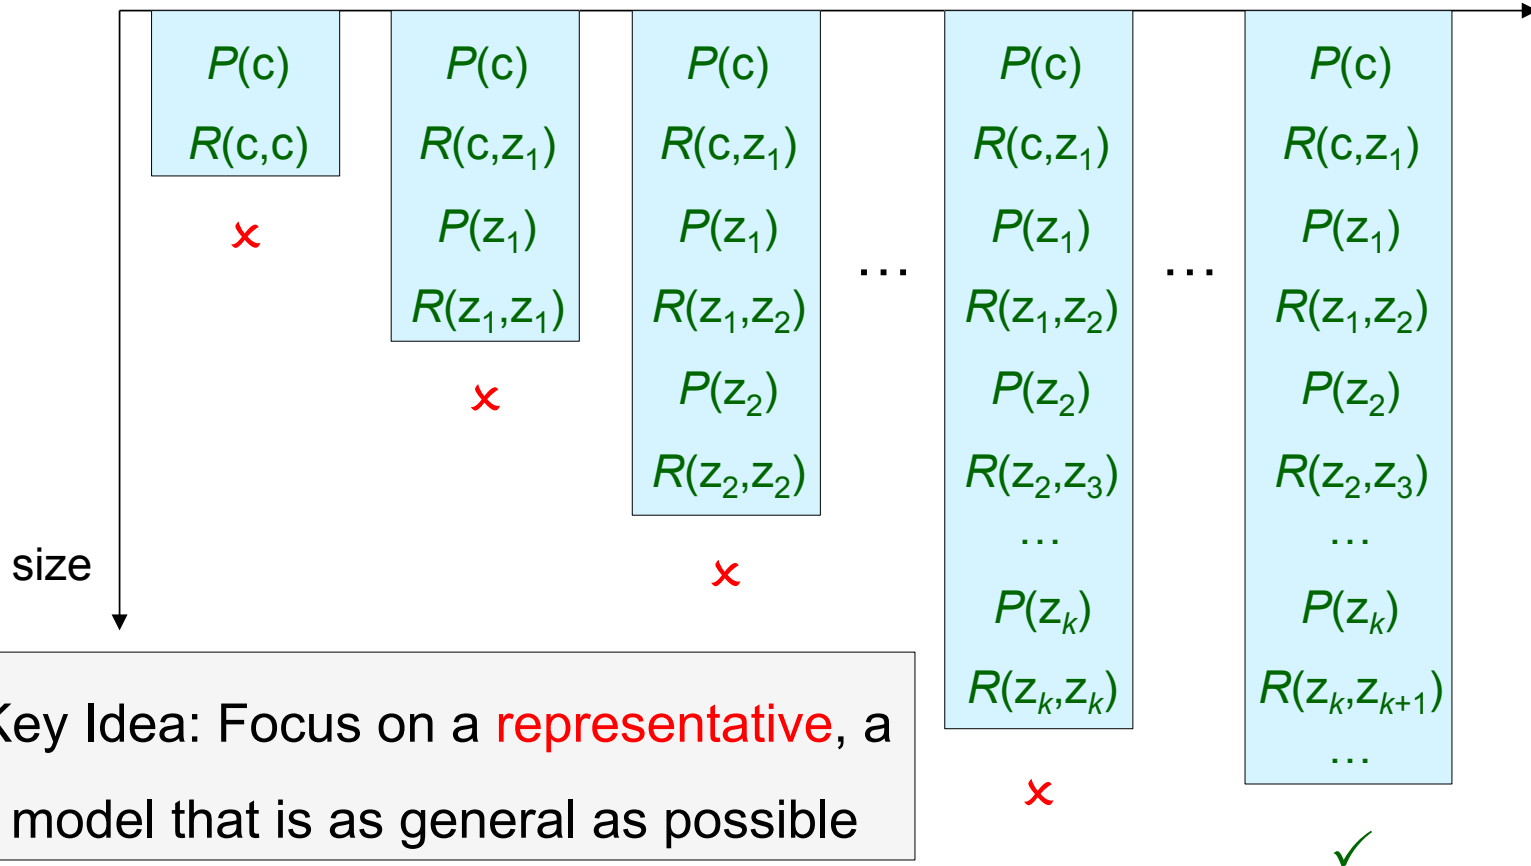 P(c)
R(c,c)
✗
P(c)
R(c,z₁)
P(z₁)
R(z₁,z₁)
✗
P(c)
R(c,z₁)
P(z₁)
R(z₁,z₂)
P(z₂)
R(z₂,z₂)
✗
…
P(c)
R(c,z₁)
P(z₁)
R(z₁,z₂)
P(z₂)
R(z₂,z₃)
…
P(zₖ)
R(zₖ,zₖ)
✗
…
P(c)
R(c,z₁)
P(z₁)
R(z₁,z₂)
P(z₂)
R(z₂,z₃)
…
P(zₖ)
R(zₖ,zₖ₊₁)
…
✓
size
Key Idea: Focus on a representative, a
model that is as general as possible